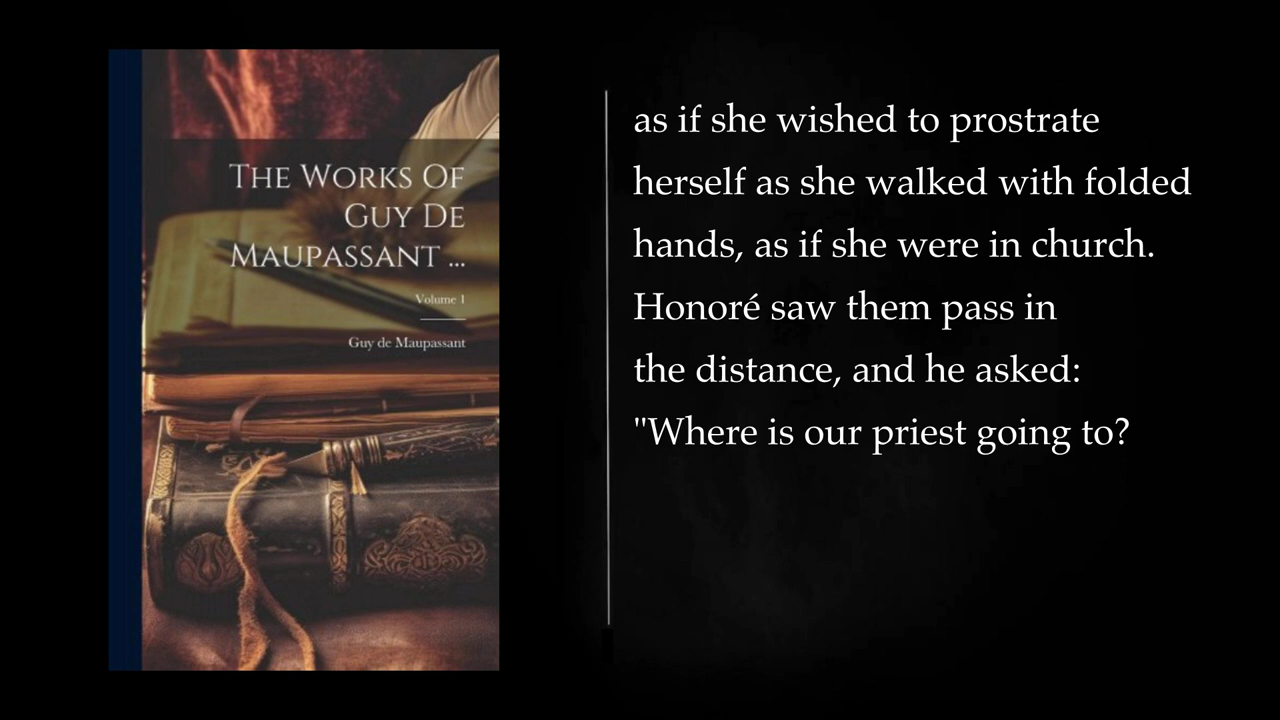 The Works Of
Guy De
Maupassant ...
Volume 1
Guy de Maupassant
as if she wished to prostrate
herself as she walked with folded
hands, as if she were in church.
Honoré saw them pass in
the distance, and he asked:
"Where is our priest going to?